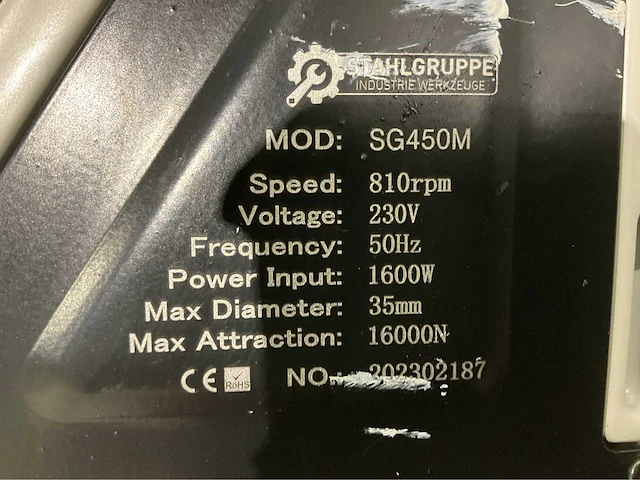 STAHLGRUPPE
INDUSTRIE WERKZEUGE
MOD: SG450M
Speed: 810rpm
Voltage: 230V
Frequency: 50Hz
Power Input: 1600W
Max Diameter: 35mm
Max Attraction: 16000N
CE RoHS NO.: 202302187